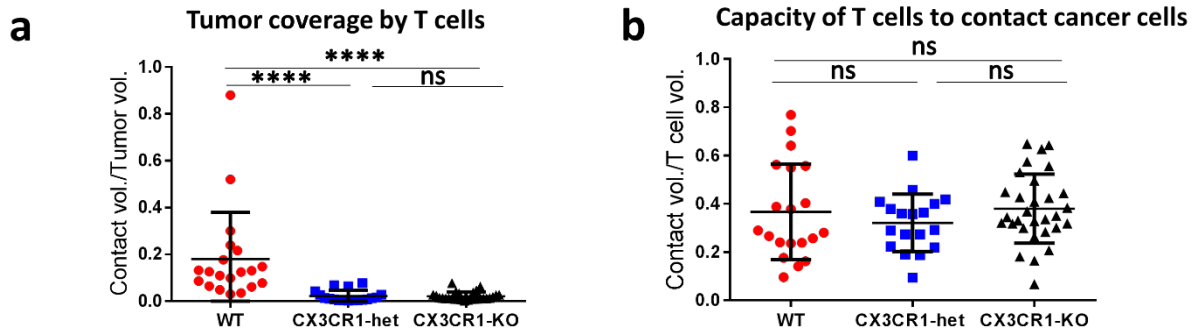 a
Tumor coverage by T cells
****
****
ns
Contact vol./Tumor vol.
1.0
0.8
0.6
0.4
0.2
0.0
WT
CX3CR1-het
CX3CR1-KO
b
Capacity of T cells to contact cancer cells
ns
ns
ns
Contact vol./T cell vol.
1.0
0.8
0.6
0.4
0.2
0.0
WT
CX3CR1-het
CX3CR1-KO